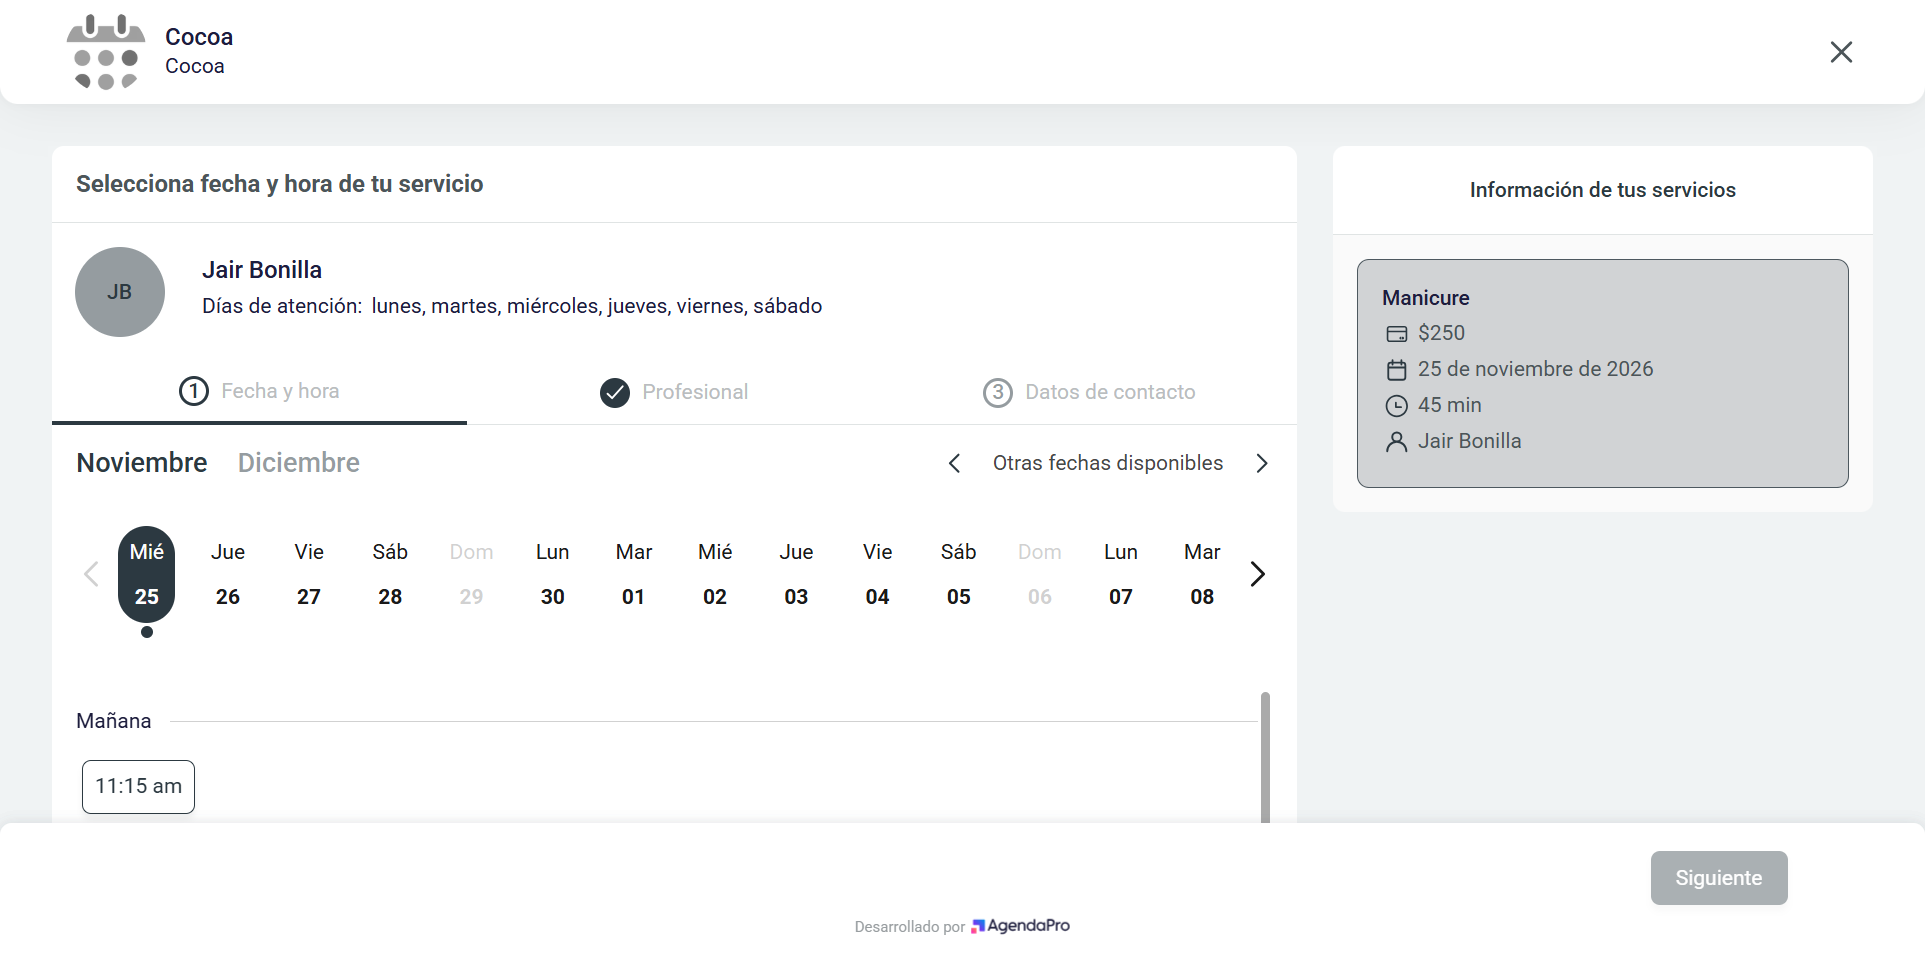 Cocoa
Cocoa
Selecciona fecha y hora de tu servicio
JB
Jair Bonilla
Días de atención: lunes, martes, miércoles, jueves, viernes, sábado
1 Fecha y hora
Profesional
3 Datos de contacto
Noviembre Diciembre
Otras fechas disponibles
Mié Jue Vie Sáb Dom Lun Mar Mié Jue Vie Sáb Dom Lun Mar
25 26 27 28 29 30 01 02 03 04 05 06 07 08
Mañana
11:15 am
Información de tus servicios
Manicure
$250
25 de noviembre de 2026
45 min
Jair Bonilla
Siguiente
Desarrollado por AgendaPro